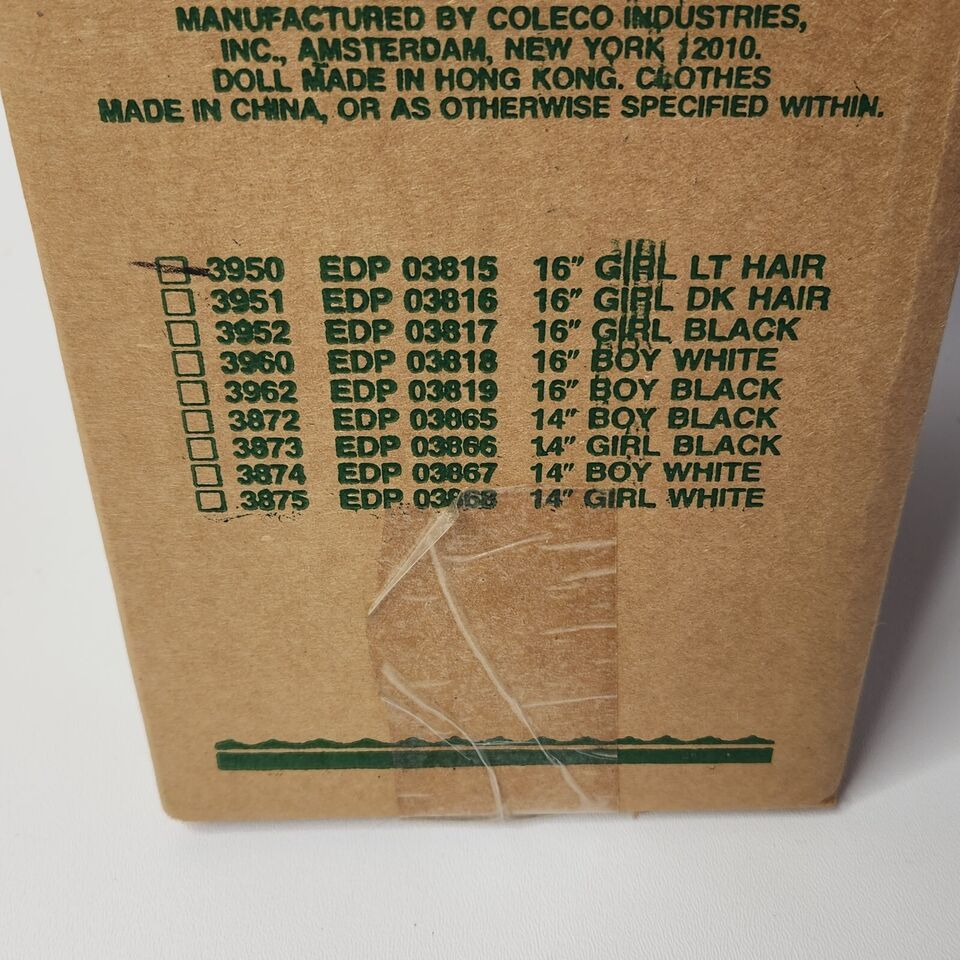 MANUFACTURED BY COLECO INDUSTRIES,
INC., AMSTERDAM, NEW YORK 12010.
DOLL MADE IN HONG KONG. CLOTHES
MADE IN CHINA, OR AS OTHERWISE SPECIFIED WITHIN.
3950 EDP 03815 16" GIRL LT HAIR
3951 EDP 03816 16" GIRL DK HAIR
3952 EDP 03817 16" GIRL BLACK
3960 EDP 03818 16" BOY WHITE
3962 EDP 03819 16" BOY BLACK
3872 EDP 03865 14" BOY BLACK
3873 EDP 03866 14" GIRL BLACK
3874 EDP 03867 14" BOY WHITE
3875 EDP 03868 14" GIRL WHITE